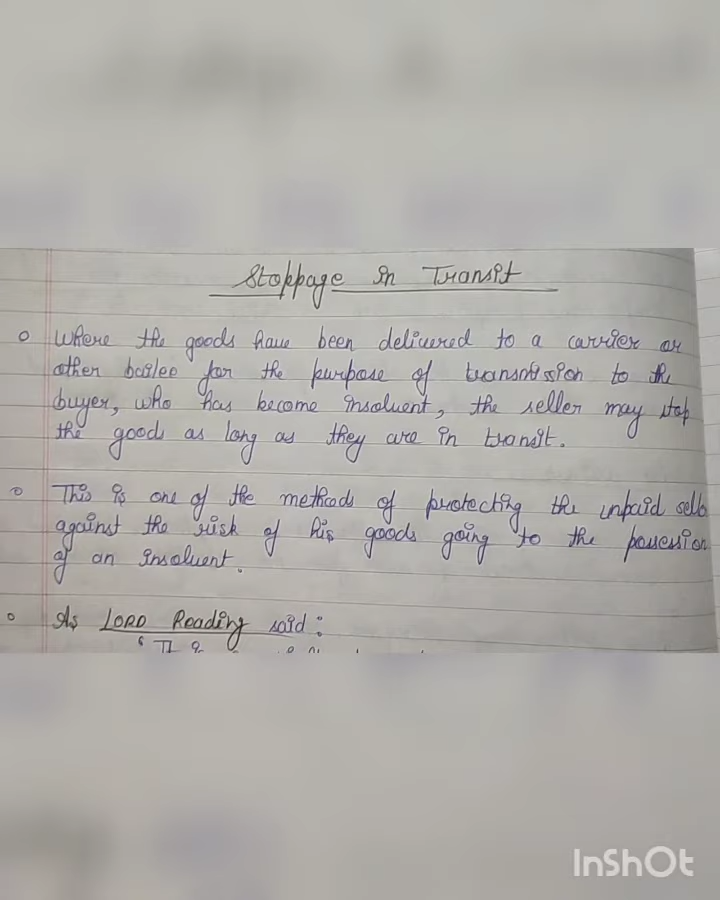 Stoppage in Transit
Where the goods have been delivered to a carrier or
other bailee for the purpose of transmission to the
buyer, who has become insolvent, the seller may stop
the goods as long as they are in transit.
This is one of the methods of protecting the unpaid
against the risk of his goods going to the possession
of an insolvent.
As LORD Reading said:
InShOt